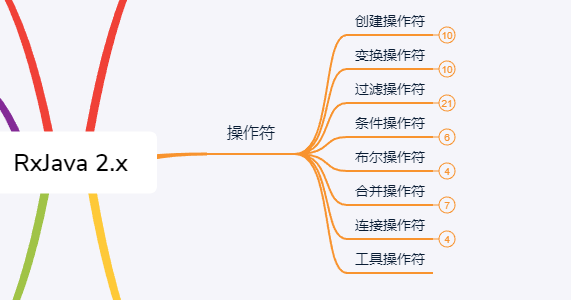 创建操作符 10
变换操作符 10
过滤操作符 21
条件操作符 6
操作符
布尔操作符 4
RxJava 2.x
合并操作符 7
连接操作符 4
工具操作符